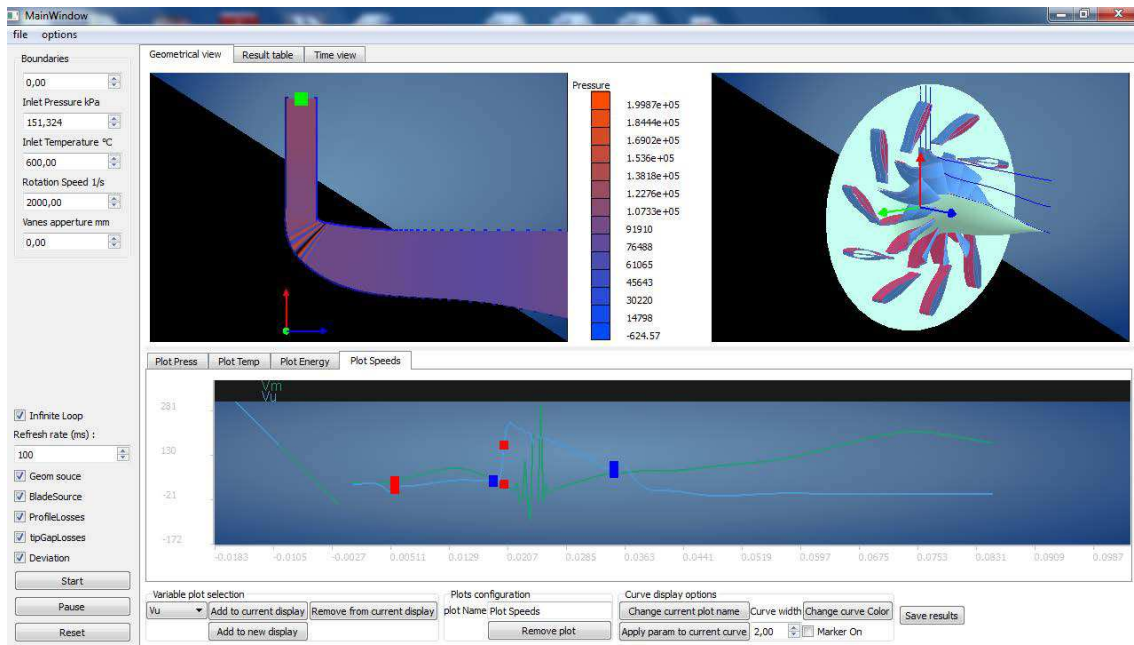 MainWindow
file options
Boundaries
0,00
Inlet Pressure kPa
151,324
Inlet Temperature °C
600,00
Rotation Speed 1/s
2000,00
Vanes apperture mm
0,00
Infinite Loop
Refresh rate (ms) :
100
Geom souce
BladeSource
ProfileLosses
tipGapLosses
Deviation
Start
Pause
Reset
Geometrical view Result table Time view
Pressure
1.9987e+05
1.8444e+05
1.6902e+05
1.536e+05
1.3818e+05
1.2276e+05
1.0733e+05
91910
76488
61065
45643
30220
14798
-624.57
Plot Press Plot Temp Plot Energy Plot Speeds
Vm
Vu
281
130
-21
-172
-0.0183 -0.0105 -0.0027 0.00511 0.0129 0.0207 0.0285 0.0363 0.0441 0.0519 0.0597 0.0675 0.0753 0.0831 0.0909 0.0987
Variable plot selection
Vu Add to current display Remove from current display
Add to new display
Plots configuration
plot Name Plot Speeds
Remove plot
Curve display options
Change current plot name Curve width Change curve Color
Apply param to current curve 2,00 Marker On
Save results